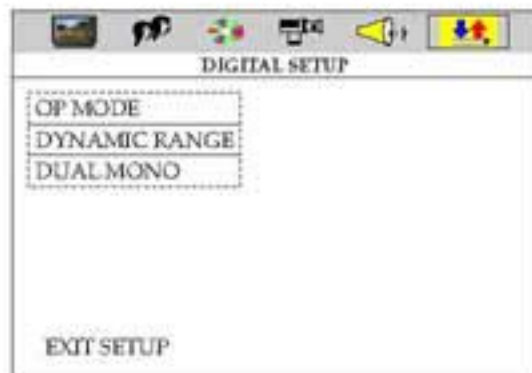 DIGITAL SETUP
OP MODE
DYNAMIC RANGE
DUAL MONO
EXIT SETUP